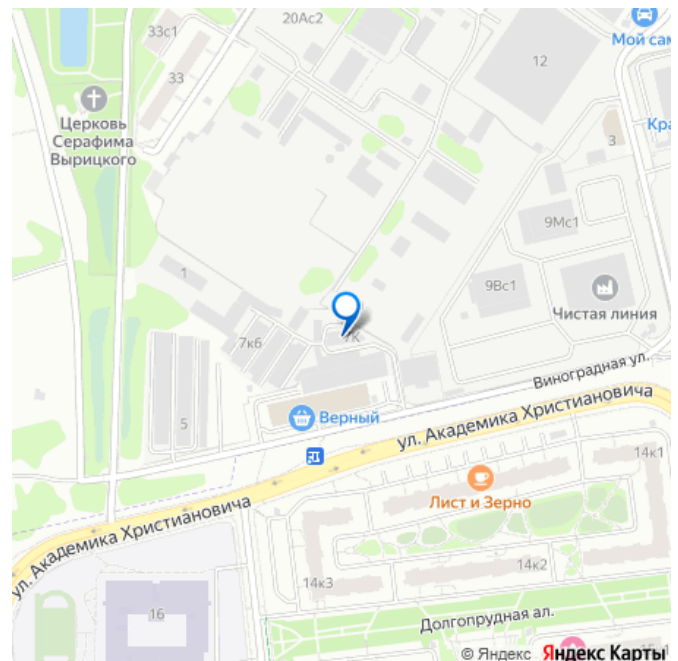 20Ас2
33с1
Мой сам
12
33
Церковь
Серафима
Вырицкого
Кра
3
9Мс1
1
9Вс1
Чистая линия
7к6
7к
Виноградная ул.
Верный
5
ул. Академика Христиановича
14к1
Лист и Зерно
ул. Академика Христиановича
14к2
14к3
16
Долгопрудная ал.
© Яндекс Яндекс Карты